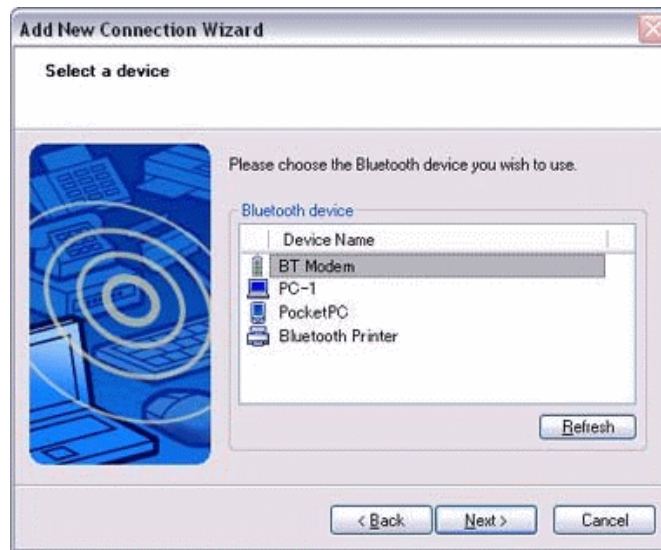 Add New Connection Wizard
Select a device
Please choose the Bluetooth device you wish to use.
Bluetooth device
Device Name
BT Modem
PC-1
PocketPC
Bluetooth Printer
Refresh
< Back Next > Cancel